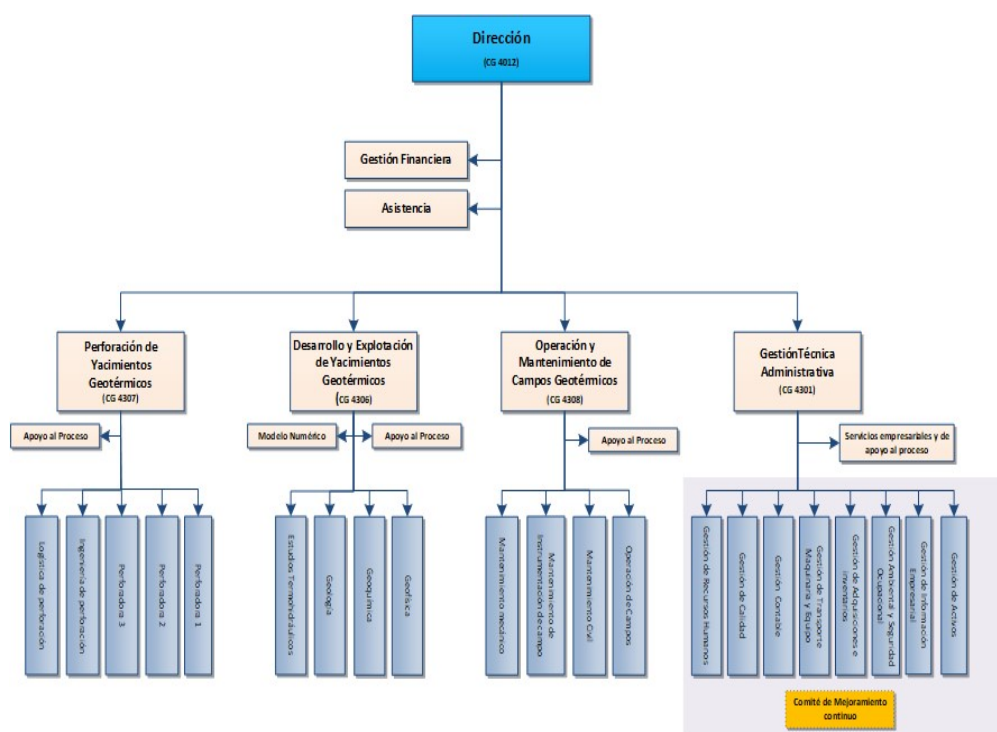 Dirección
(CG 4012)
Gestión Financiera
Asistencia
Perforación de
Yacimientos
Geotérmicos
(CG 4307)
Desarrollo y Explotación
de Yacimientos
Geotérmicos
(CG 4306)
Operación y
Mantenimiento de
Campos Geotérmicos
(CG 4308)
GestiónTécnica
Administrativa
(CG 4301)
Apoyo al Proceso
Modelo Numérico
Apoyo al Proceso
Apoyo al Proceso
Servicios empresariales y de
apoyo al proceso
Logística de perforación
Ingeniería de perforación
Perforadora 3
Perforadora 2
Perforadora 1
Estudios Termohidráulicos
Geología
Geoquímica
Geofísica
Mantenimiento mecánico
Mantenimiento de
Instrumentación de campo
Mantenimiento Civil
Operación de Campos
Gestión de Recursos Humanos
Gestión de Calidad
Gestión Contable
Gestión de Transporte
Maquinaria y Equipo
Gestión de Adquisiciones e
inventarios
Gestión Ambiental y Seguridad
Ocupacional
Gestión de Información
Empresarial
Gestión de Activos
Comité de Mejoramiento
continuo